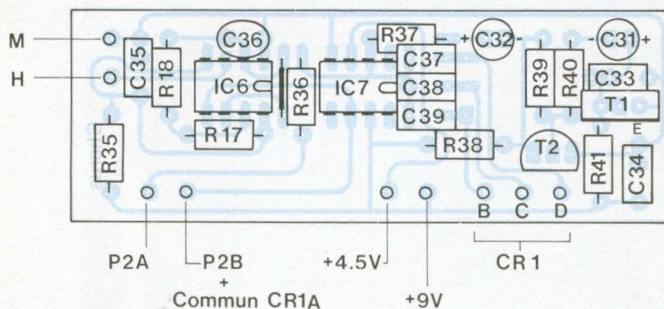 M
H
C35
R18
C36
IC6
R36
IC7
R37
C37
C38
C39
+ C32 -
R39
R40
- C31 +
C33
T1
E
R35
R17
R38
T2
R41
C34
B C D
P2A
P2B
+
Commun CR1A
+4.5V
+9V
CR1